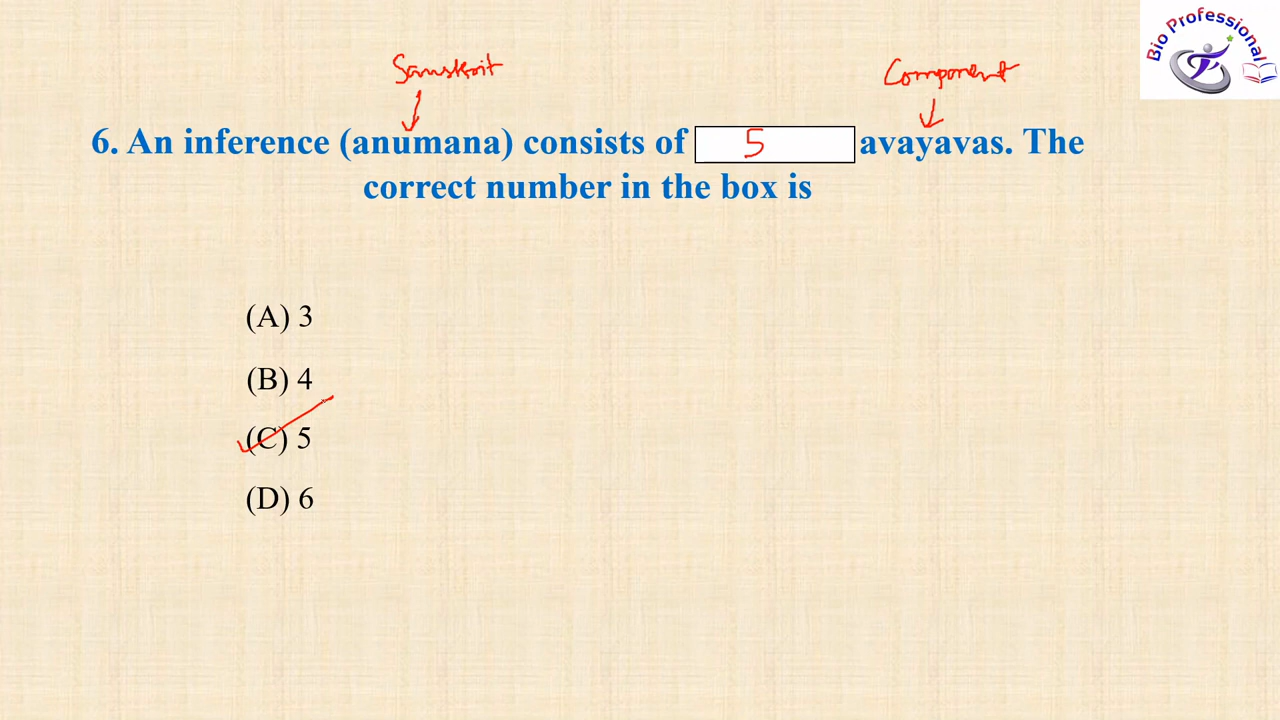 Bio Professional
Sanskrit
Component
6. An inference (anumana) consists of 5 avayavas. The
correct number in the box is
(A) 3
(B) 4
(C) 5
(D) 6